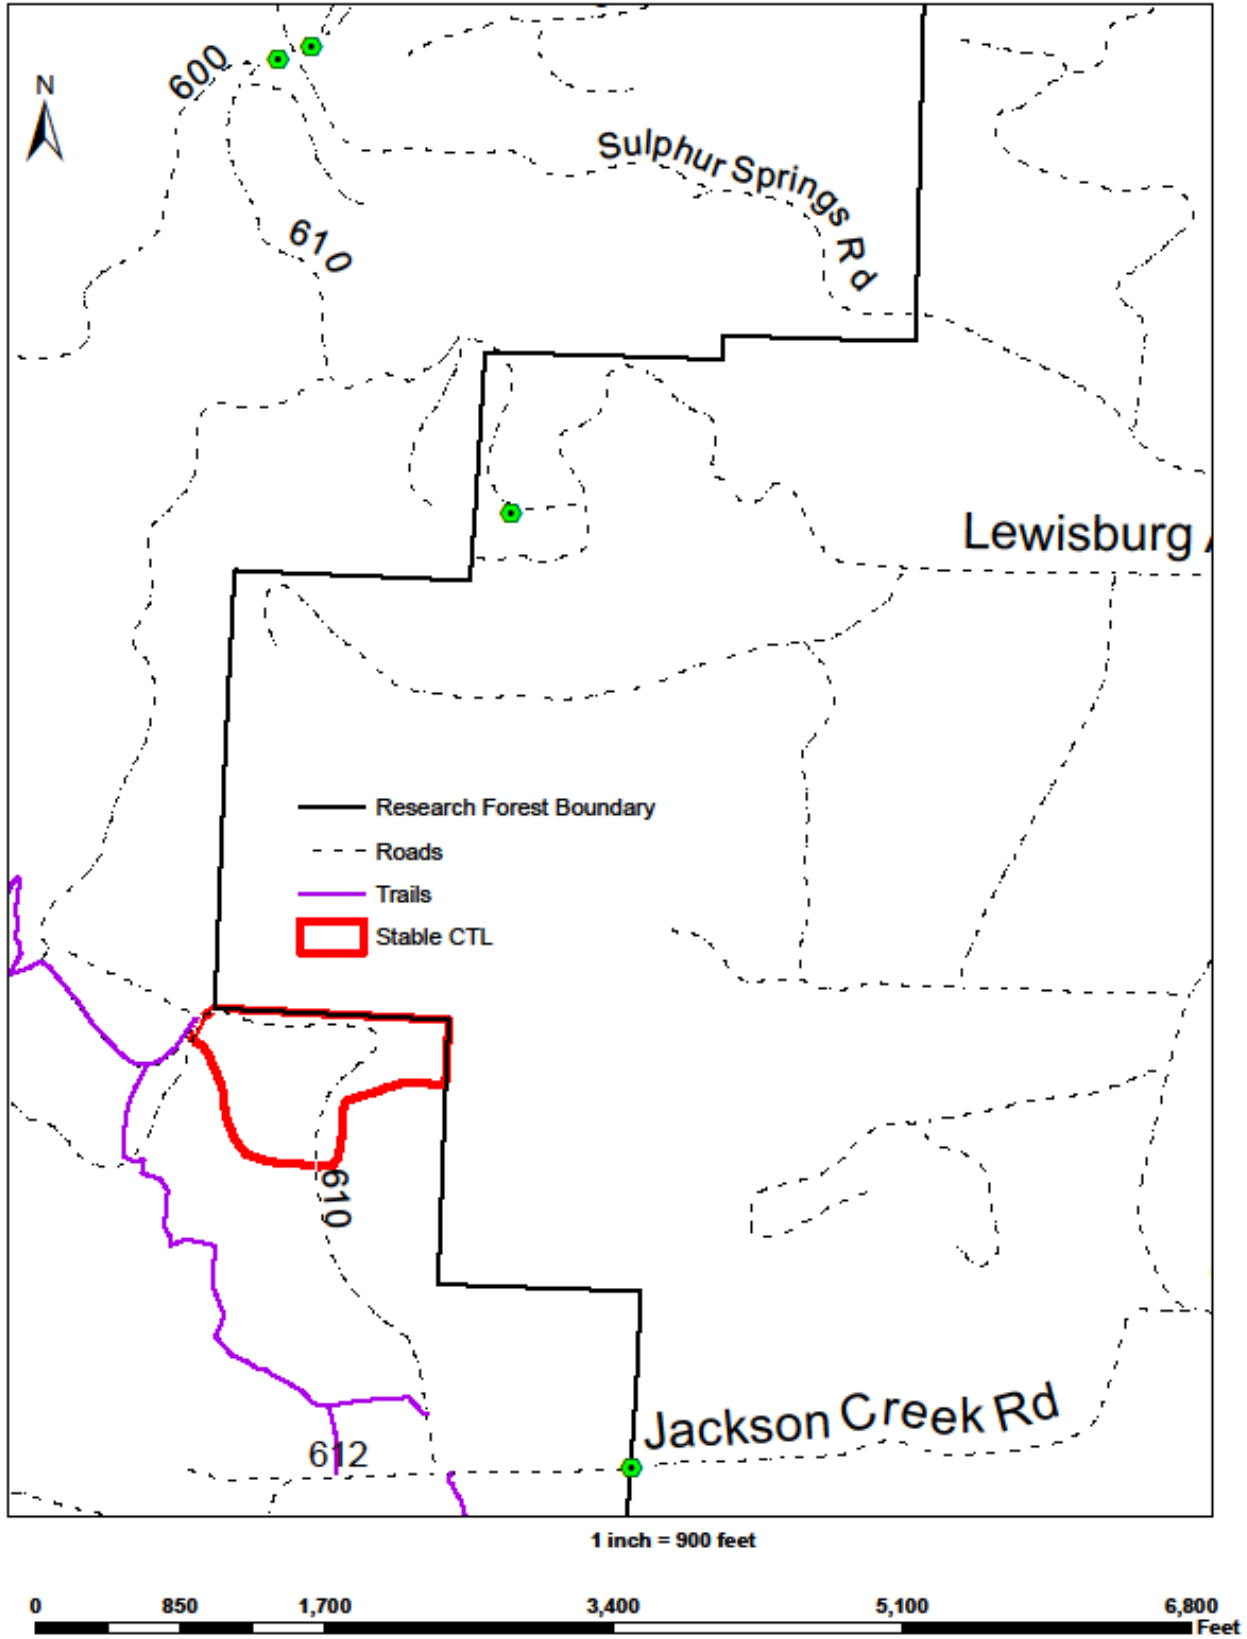 600
N
Sulphur Springs Rd
610
Lewisburg
Research Forest Boundary
Roads
Trails
Stable CTL
610
Jackson Creek Rd
612
1 inch = 900 feet
0 850 1,700 3,400 5,100 6,800
Feet